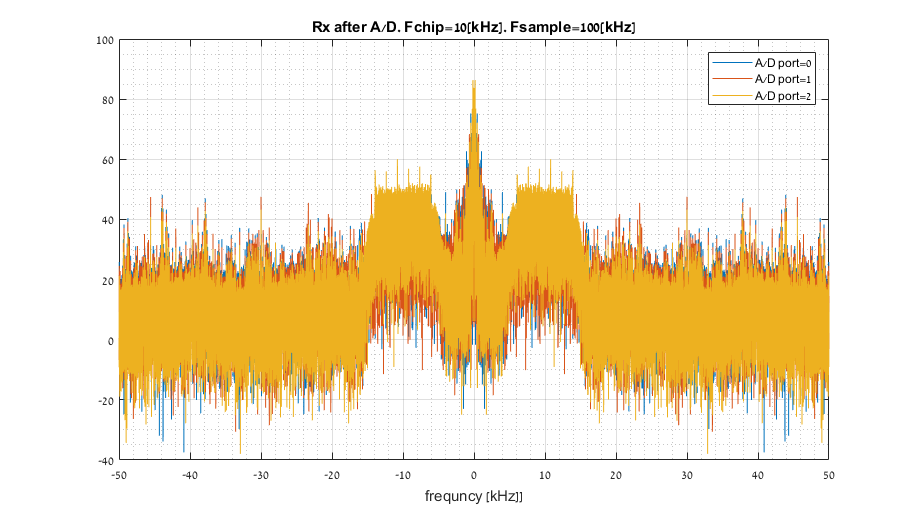 Rx after A/D. Fchip=10[kHz]. Fsample=100[kHz]
A/D port=0
A/D port=1
A/D port=2
100
80
60
40
20
0
-20
-40
-50 -40 -30 -20 -10 0 10 20 30 40 50
frequncy [kHz]]